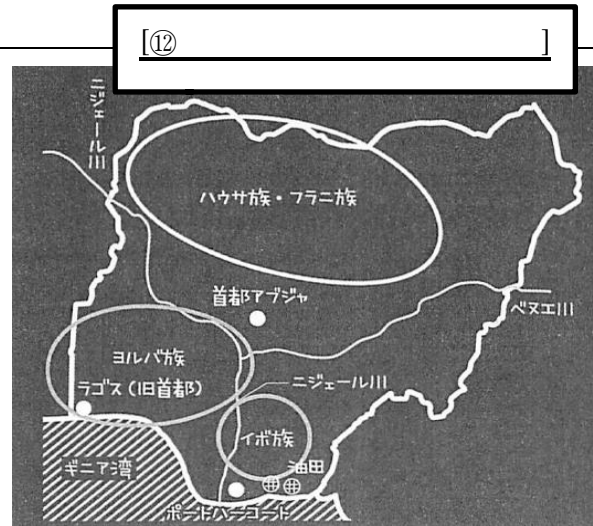 [⑫ ]
ニジェール川
ハウサ族・フラニ族
首都アブジャ
ベヌエ川
ヨルバ族
ラゴス(旧首都)
ニジェール川
イボ族
油田
ギニア湾
ポートハーコート